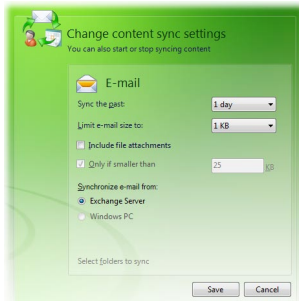 Change content sync settings
You can also start or stop syncing content
E-mail
Sync the past: 1 day
Limit e-mail size to: 1 KB
Include file attachments
Only if smaller than 25 KB
Synchronize e-mail from:
Exchange Server
Windows PC
Select folders to sync
Save Cancel